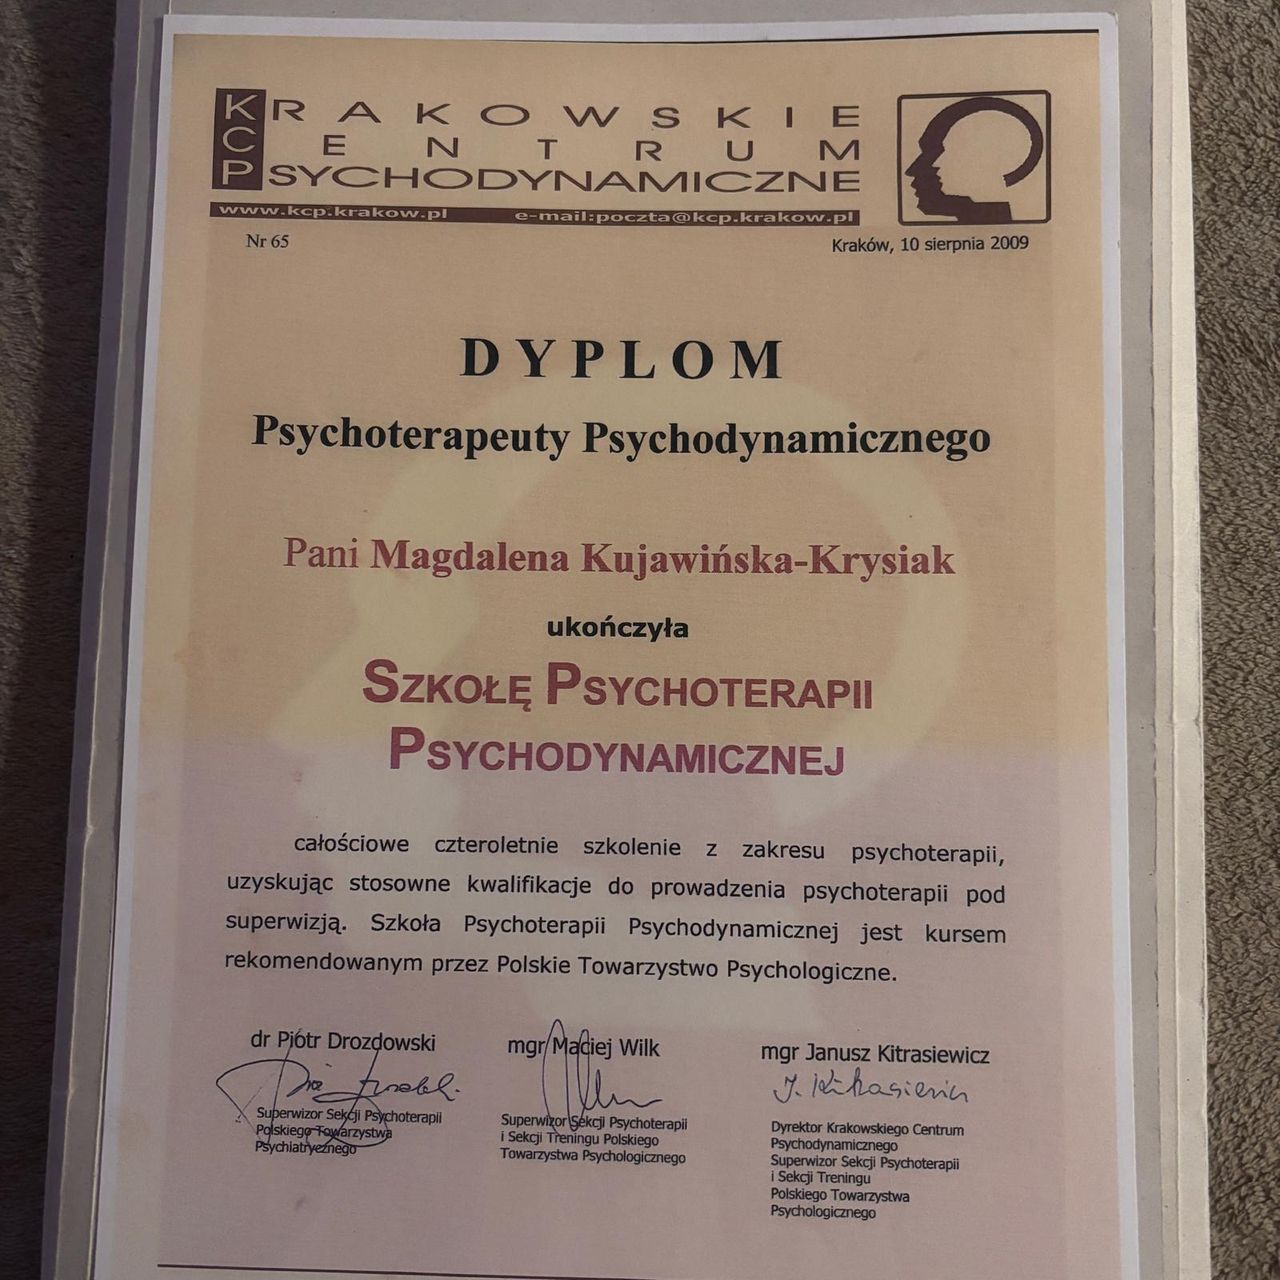 KRAKOWSKIE
CENTRUM
PSYCHODYNAMICZNE
www.kcp.krakow.pl e-mail:poczta@kcp.krakow.pl
Nr 65
Kraków, 10 sierpnia 2009
DYPLOM
Psychoterapeuty Psychodynamicznego
Pani Magdalena Kujawińska-Krysiak
ukończyła
SZKOŁĘ PSYCHOTERAPII
PSYCHODYNAMICZNEJ
całościowe czteroletnie szkolenie z zakresu psychoterapii,
uzyskując stosowne kwalifikacje do prowadzenia psychoterapii pod
superwizją. Szkoła Psychoterapii Psychodynamicznej jest kursem
rekomendowanym przez Polskie Towarzystwo Psychologiczne.
dr Piotr Drozdowski
Superwizor Sekcji Psychoterapii
Polskiego Towarzystwa
Psychiatrycznego
mgr Maciej Wilk
Superwizor Sekcji Psychoterapii
i Sekcji Treningu Polskiego
Towarzystwa Psychologicznego
mgr Janusz Kitrasiewicz
J. Kitrasiewicz
Dyrektor Krakowskiego Centrum
Psychodynamicznego
Superwizor Sekcji Psychoterapii
i Sekcji Treningu
Polskiego Towarzystwa
Psychologicznego